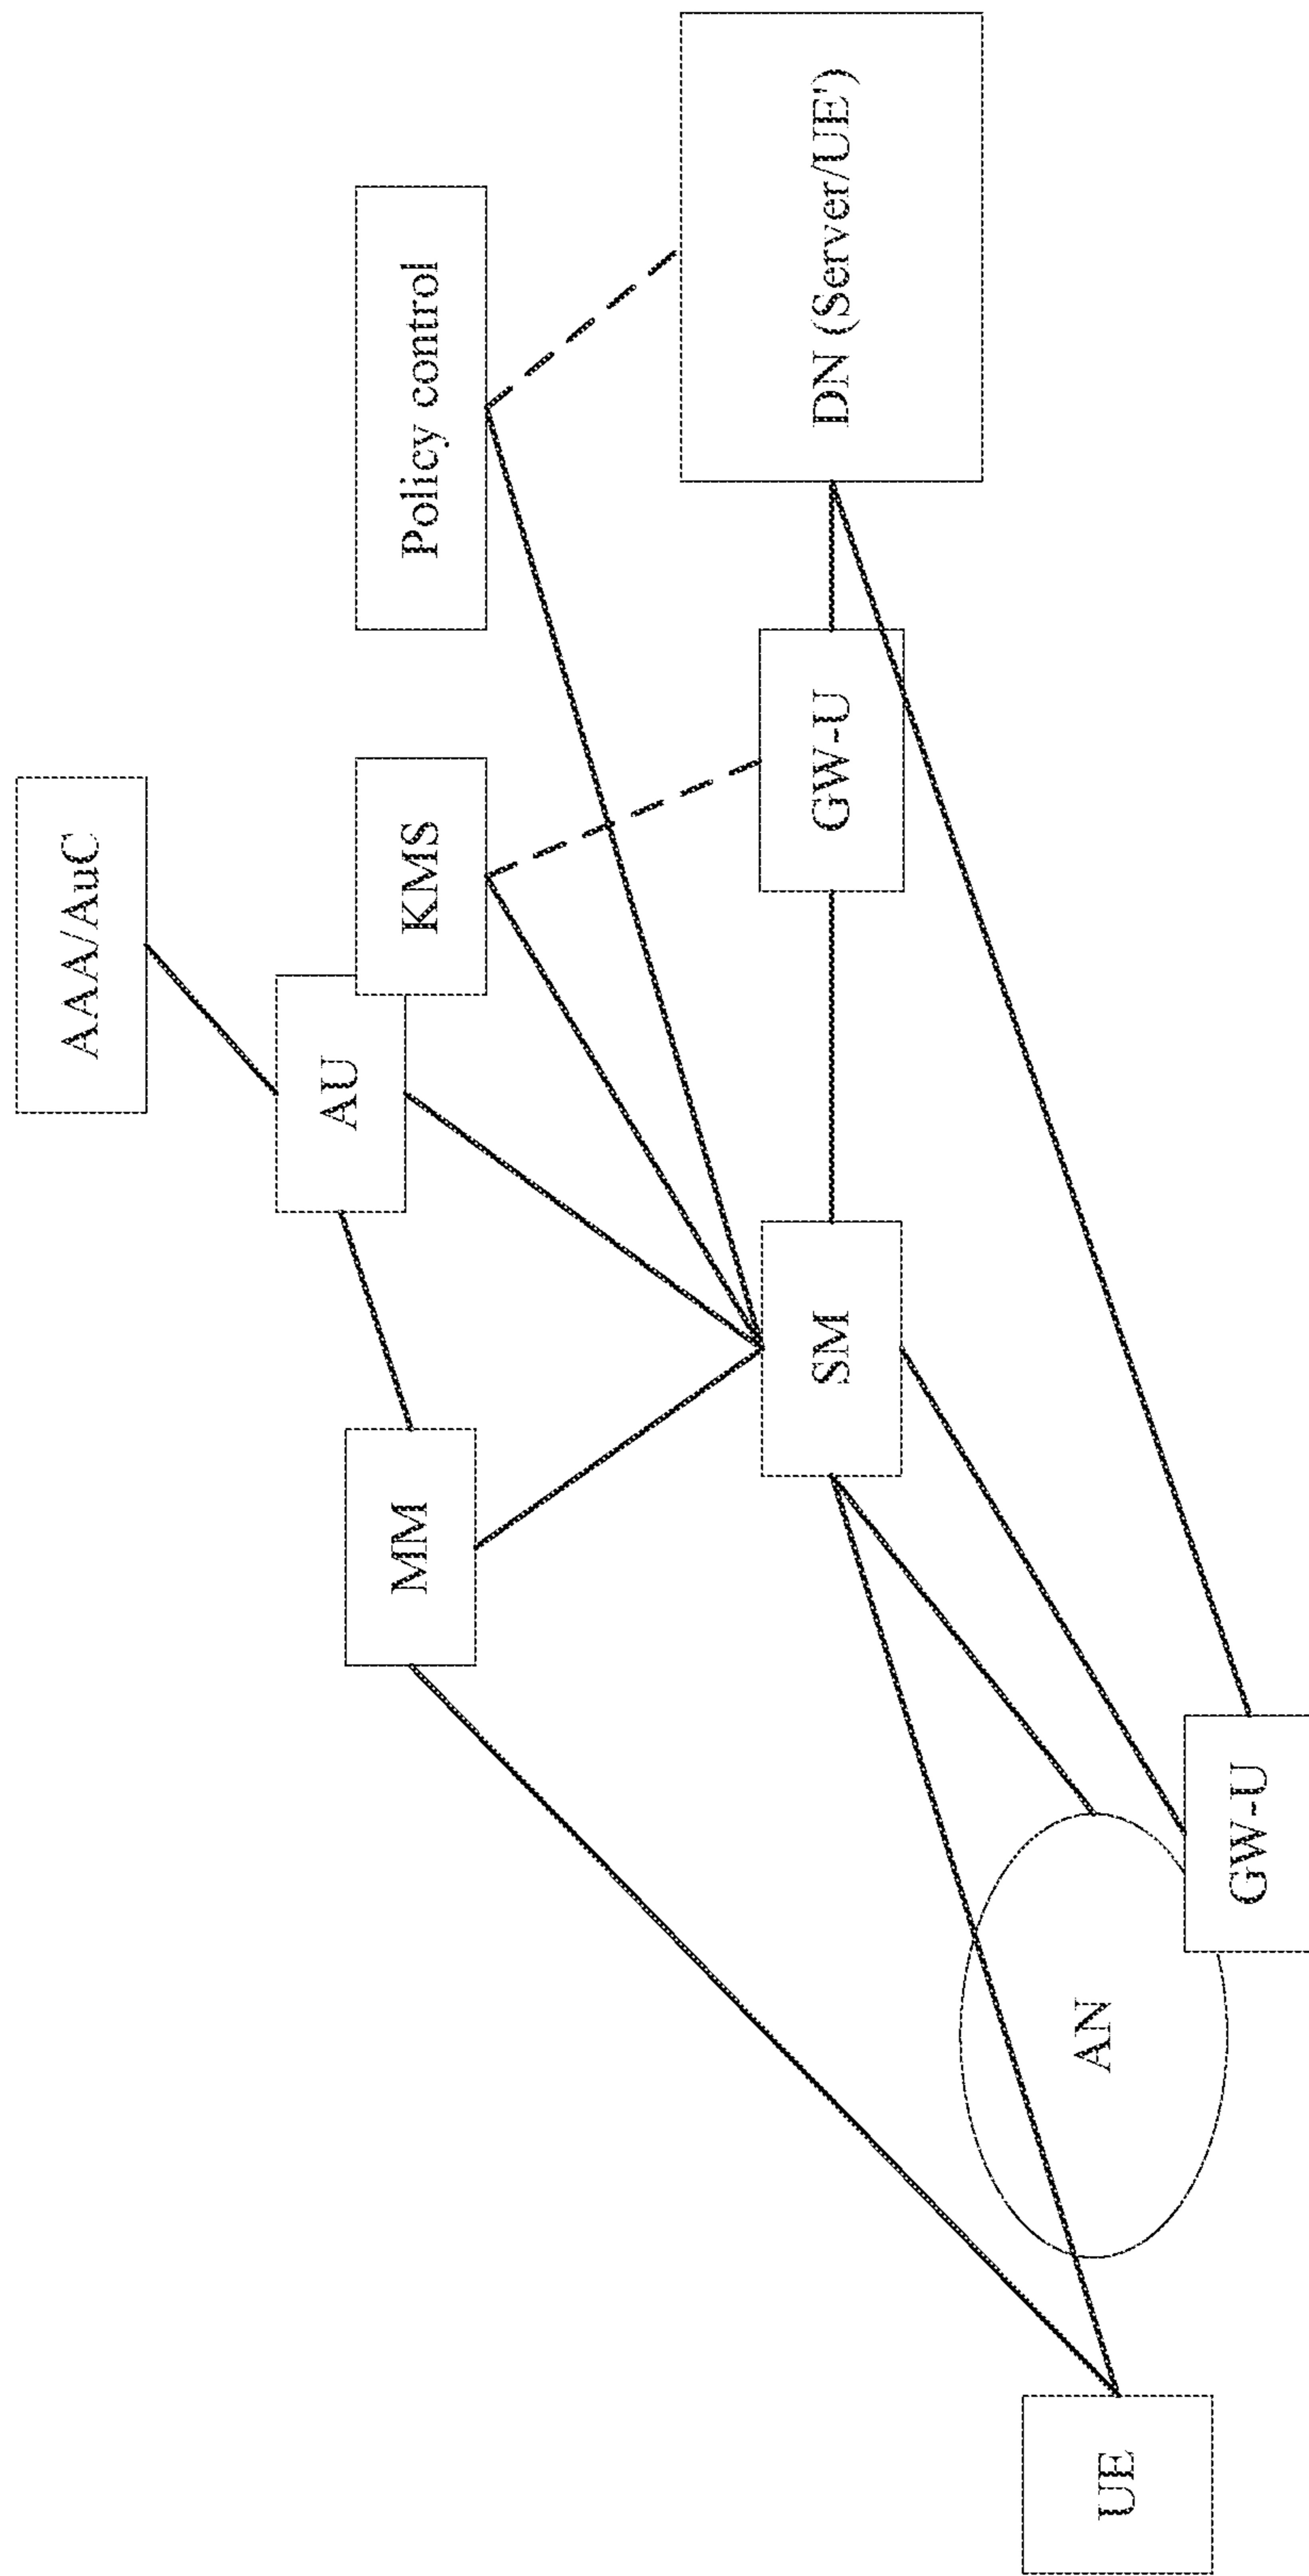 AAA/AuC
AU
KMS
Policy control
MM
SM
GW-U
DN (Server/UE')
UE
AN
GW-U